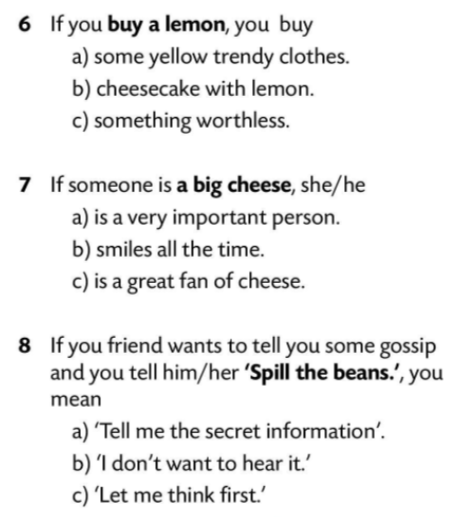 6 If you buy a lemon, you buy
a) some yellow trendy clothes.
b) cheesecake with lemon.
c) something worthless.
7 If someone is a big cheese, she/he
a) is a very important person.
b) smiles all the time.
c) is a great fan of cheese.
8 If you friend wants to tell you some gossip
and you tell him/her ‘Spill the beans.’, you
mean
a) ‘Tell me the secret information’.
b) ‘I don’t want to hear it.’
c) ‘Let me think first.’